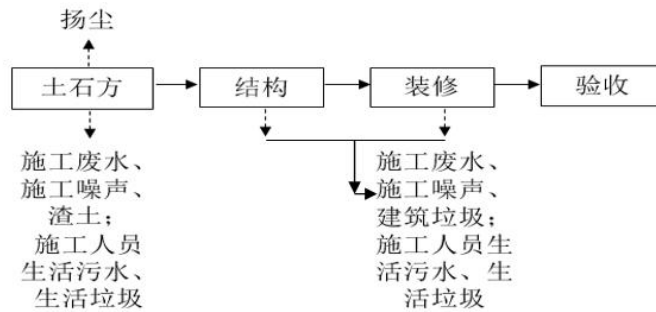 扬尘
土石方
结构
装修
验收
施工废水、
施工噪声、
渣土；
施工人员
生活污水、
生活垃圾
施工废水、
施工噪声、
建筑垃圾；
施工人员生
活污水、生
活垃圾